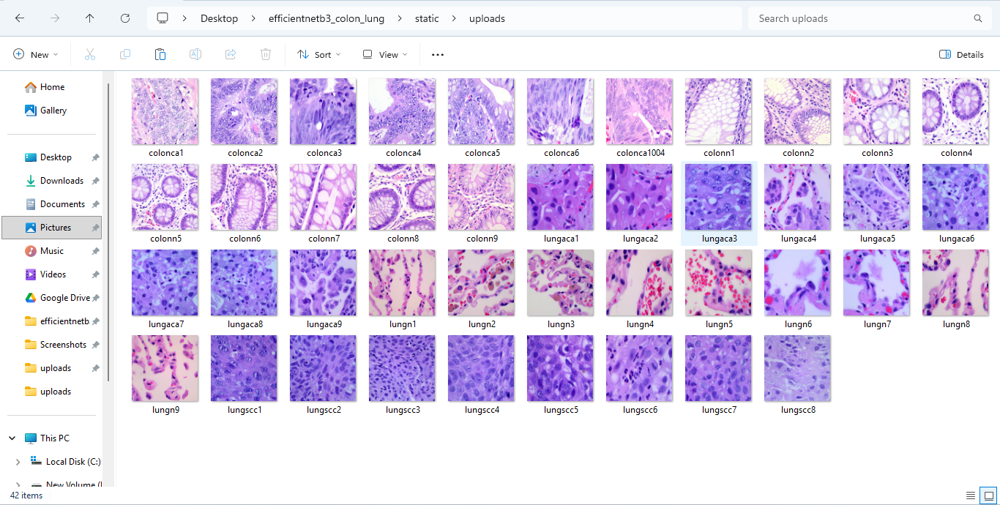 Desktop > efficientnetb3_colon_lung > static > uploads
Search uploads
New
Sort
View
Details
Home
Gallery
Desktop
Downloads
Documents
Pictures
Music
Videos
Google Drive
efficientnetb
Screenshots
uploads
uploads
This PC
Local Disk (C:)
New Volume (
colonca1 colonca2 colonca3 colonca4 colonca5 colonca6 colonca1004 colonn1 colonn2 colonn3 colonn4
colonn5 colonn6 colonn7 colonn8 colonn9 lungaca1 lungaca2 lungaca3 lungaca4 lungaca5 lungaca6
lungaca7 lungaca8 lungaca9 lungn1 lungn2 lungn3 lungn4 lungn5 lungn6 lungn7 lungn8
lungn9 lungscc1 lungscc2 lungscc3 lungscc4 lungscc5 lungscc6 lungscc7 lungscc8
42 items